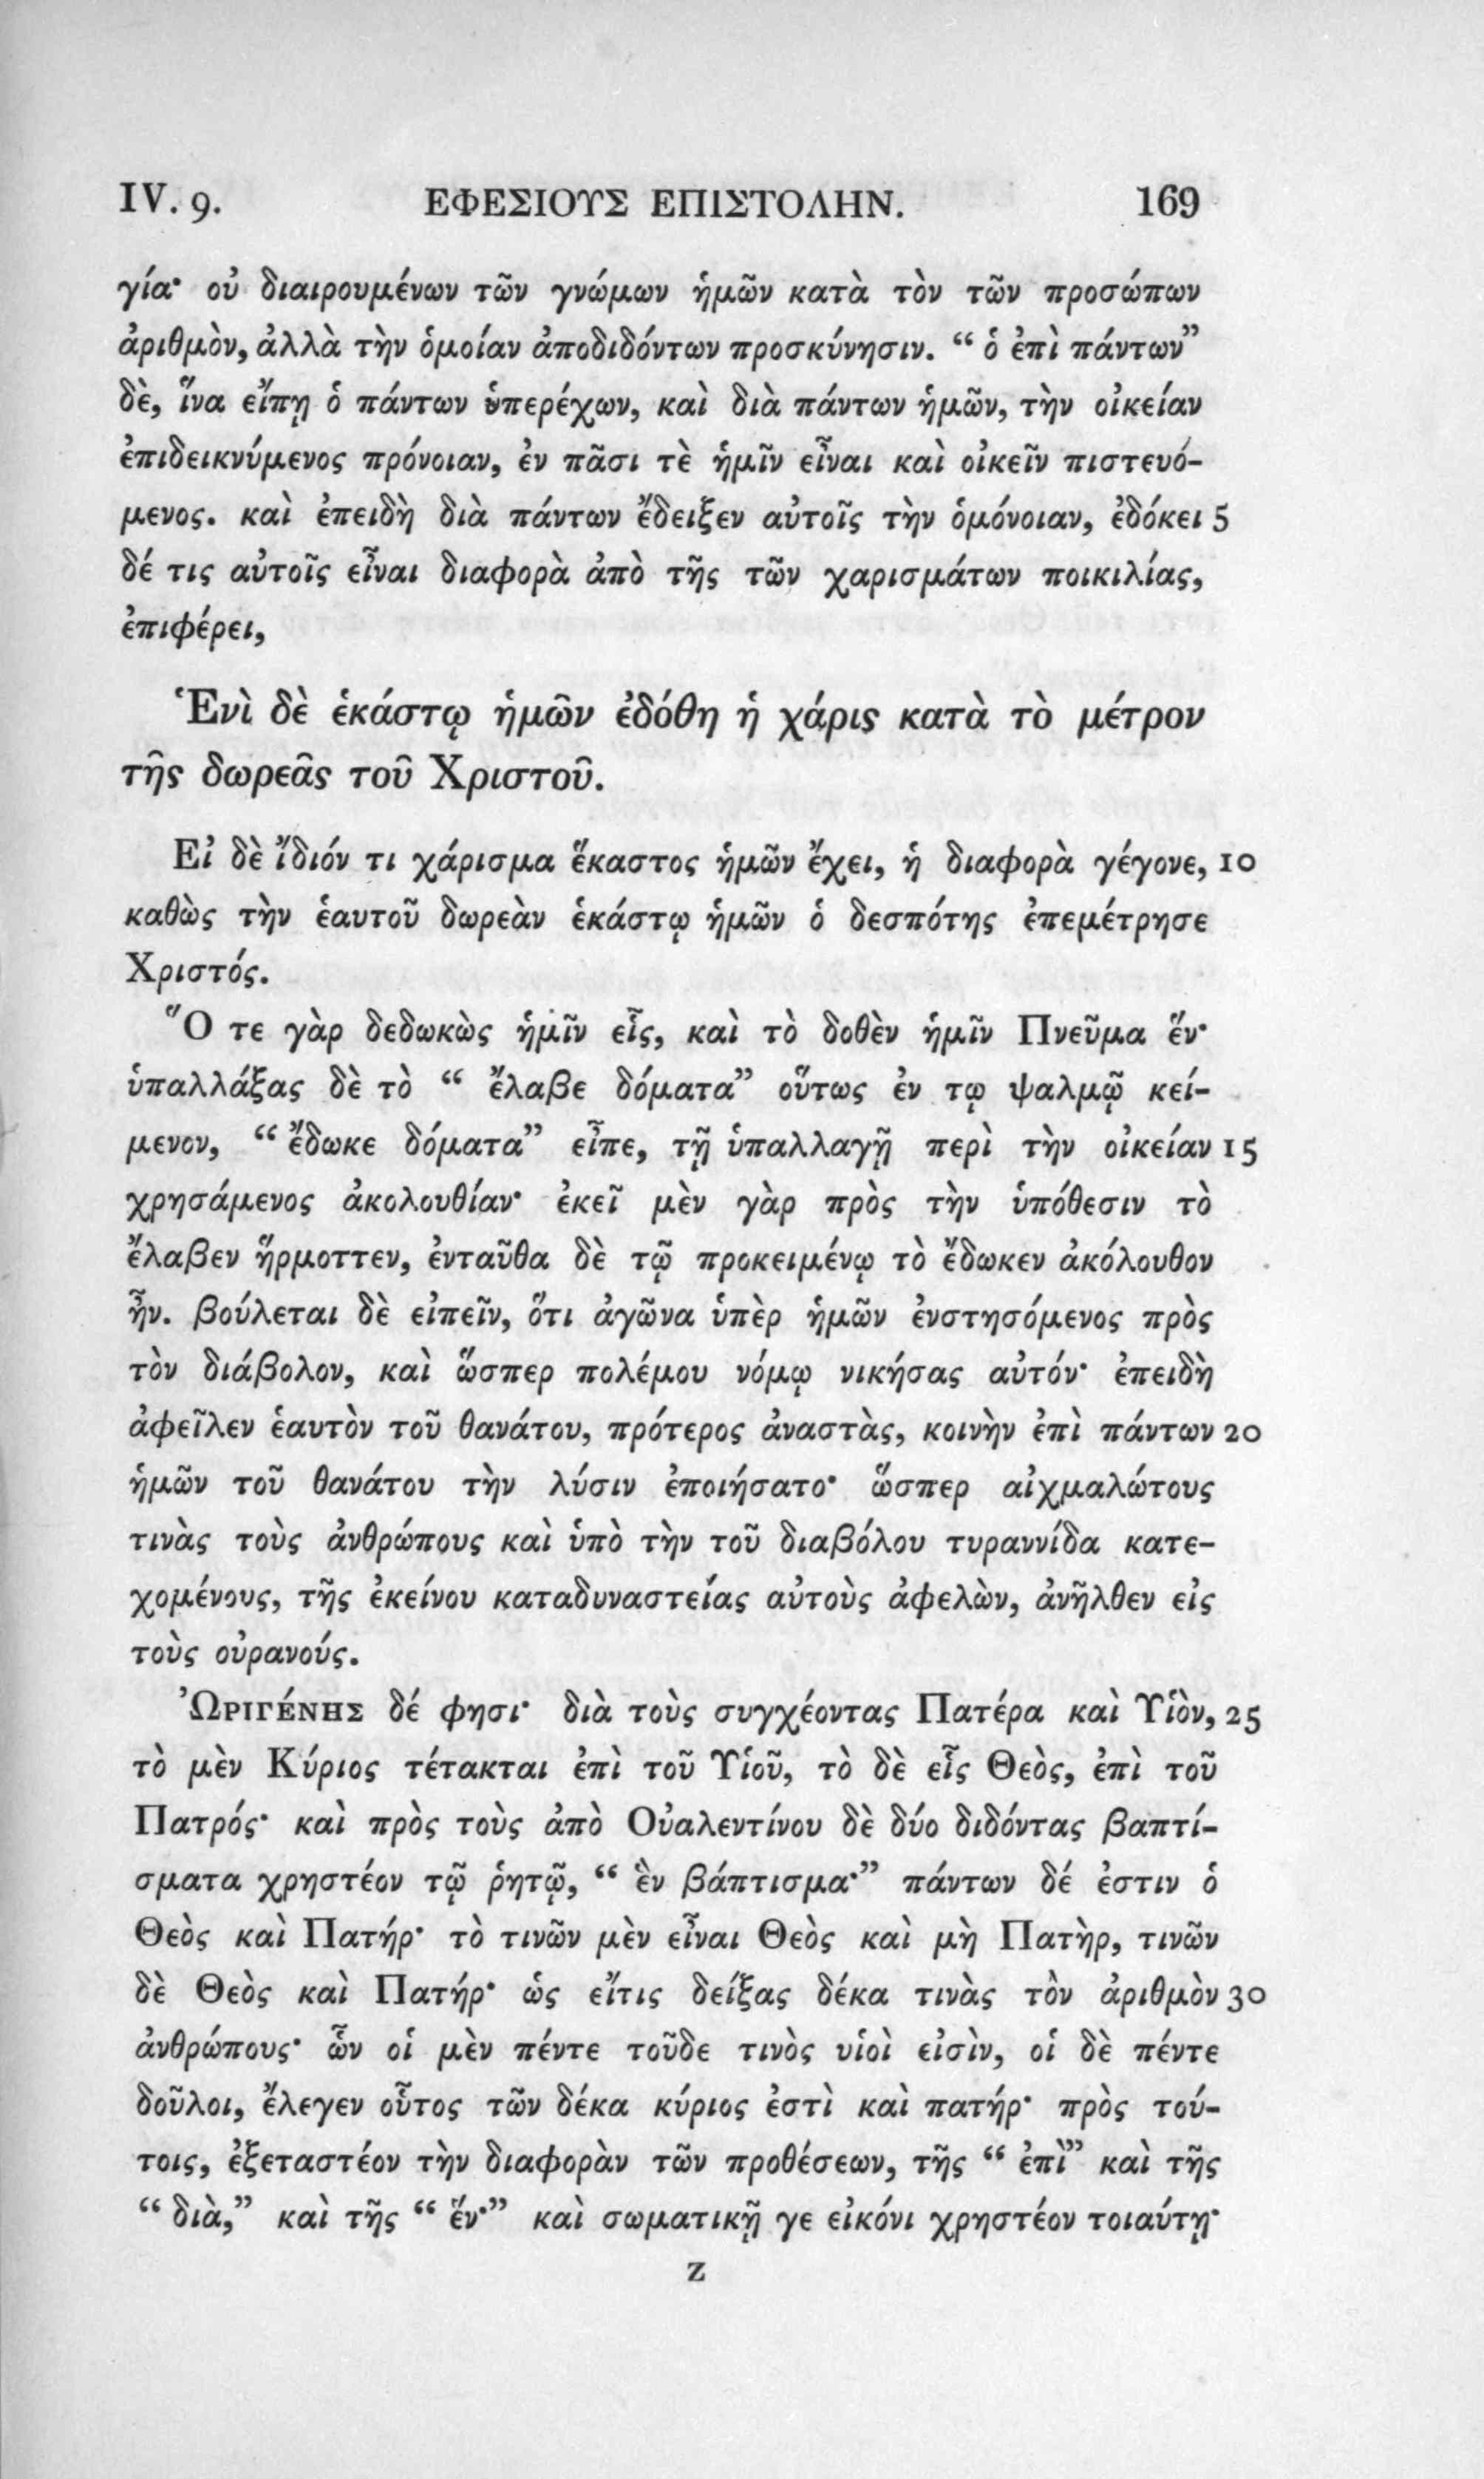 IV. 9. ΕΦΕΣΙΟΥΣ ΕΠΙΣΤΟΛΗΝ. 169
γία· οὐ διαιρουμένων τῶν γνώμων ἡμῶν κατὰ τὸν τῶν προσώπων
ἀριθμὸν, ἀλλὰ τὴν ὁμοίαν ἀποδιδόντων προσκύνησιν. “ ὁ ἐπὶ πάντων”
δὲ, ἵνα εἴπῃ ὁ πάντων ὑπερέχων, καὶ διὰ πάντων ἡμῶν, τὴν οἰκείαν
ἐπιδεικνύμενος πρόνοιαν, ἐν πᾶσι τὲ ἡμῖν εἶναι καὶ οἰκεῖν πιστευό-
μενος. καὶ ἐπειδὴ διὰ πάντων ἔδειξεν αὐτοῖς τὴν ὁμόνοιαν, ἐδόκει 5
δέ τις αὐτοῖς εἶναι διαφορὰ ἀπὸ τῆς τῶν χαρισμάτων ποικιλίας,
ἐπιφέρει,
Ἑνὶ δὲ ἑκάστῳ ἡμῶν ἐδόθη ἡ χάρις κατὰ τὸ μέτρον
τῆς δωρεᾶς τοῦ Χριστοῦ.
Εἰ δὲ ἴδιόν τι χάρισμα ἕκαστος ἡμῶν ἔχει, ἡ διαφορὰ γέγονε, 10
καθὼς τὴν ἑαυτοῦ δωρεὰν ἑκάστῳ ἡμῶν ὁ δεσπότης ἐπεμέτρησε
Χριστός.
Ὅ τε γὰρ δεδωκὼς ἡμῖν εἷς, καὶ τὸ δοθὲν ἡμῖν Πνεῦμα ἕν·
ὑπαλλάξας δὲ τὸ “ ἔλαβε δόματα” οὕτως ἐν τῳ ψαλμῷ κεί-
μενον, “ ἔδωκε δόματα” εἶπε, τῇ ὑπαλλαγῇ περὶ τὴν οἰκείαν 15
χρησάμενος ἀκολουθίαν· ἐκεῖ μὲν γὰρ πρὸς τὴν ὑπόθεσιν τὸ
ἔλαβεν ἥρμοττεν, ἐνταῦθα δὲ τῷ προκειμένῳ τὸ ἔδωκεν ἀκόλουθον
ἦν. βούλεται δὲ εἰπεῖν, ὅτι ἀγῶνα ὑπὲρ ἡμῶν ἐνστησόμενος πρὸς
τὸν διάβολον, καὶ ὥσπερ πολέμου νόμῳ νικήσας αὐτόν· ἐπειδὴ
ἀφεῖλεν ἑαυτὸν τοῦ θανάτου, πρότερος ἀναστὰς, κοινὴν ἐπὶ πάντων 20
ἡμῶν τοῦ θανάτου τὴν λύσιν ἐποιήσατο· ὥσπερ αἰχμαλώτους
τινὰς τοὺς ἀνθρώπους καὶ ὑπὸ τὴν τοῦ διαβόλου τυραννίδα κατε-
χομένους, τῆς ἐκείνου καταδυναστείας αὐτοὺς ἀφελὼν, ἀνῆλθεν εἰς
τοὺς οὐρανούς.
Ὠριγένης δέ φησι· διὰ τοὺς συγχέοντας Πατέρα καὶ Υἱὸν, 25
τὸ μὲν Κύριος τέτακται ἐπὶ τοῦ Υἱοῦ, τὸ δὲ εἷς Θεὸς, ἐπὶ τοῦ
Πατρός· καὶ πρὸς τοὺς ἀπὸ Οὐαλεντίνου δὲ δύο διδόντας βαπτί-
σματα χρηστέον τῷ ῥητῷ, “ ἓν βάπτισμα·” πάντων δέ ἐστιν ὁ
Θεὸς καὶ Πατήρ· τὸ τινῶν μὲν εἶναι Θεὸς καὶ μὴ Πατὴρ, τινῶν
δὲ Θεὸς καὶ Πατήρ· ὡς εἴτις δείξας δέκα τινὰς τὸν ἀριθμὸν 30
ἀνθρώπους· ὧν οἱ μὲν πέντε τοῦδε τινὸς υἱοὶ εἰσὶν, οἱ δὲ πέντε
δοῦλοι, ἔλεγεν οὗτος τῶν δέκα κύριος ἐστὶ καὶ πατήρ· πρὸς τού-
τοις, ἐξεταστέον τὴν διαφορὰν τῶν προθέσεων, τῆς “ ἐπὶ” καὶ τῆς
“ διὰ,” καὶ τῆς “ ἕν·” καὶ σωματικῇ γε εἰκόνι χρηστέον τοιαύτῃ·
Z